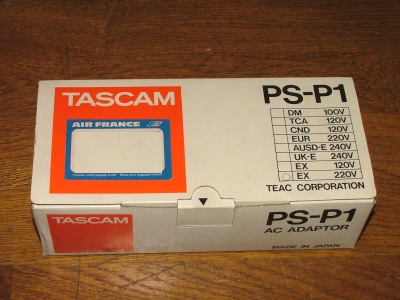 TASCAM
AIR FRANCE
PS-P1
DM 100V
TCA 120V
CND 120V
EUR 220V
AUSD-E 240V
UK-E 240V
EX 120V
EX 220V
TEAC CORPORATION
TASCAM
PS-P1
AC ADAPTOR
MADE IN JAPAN